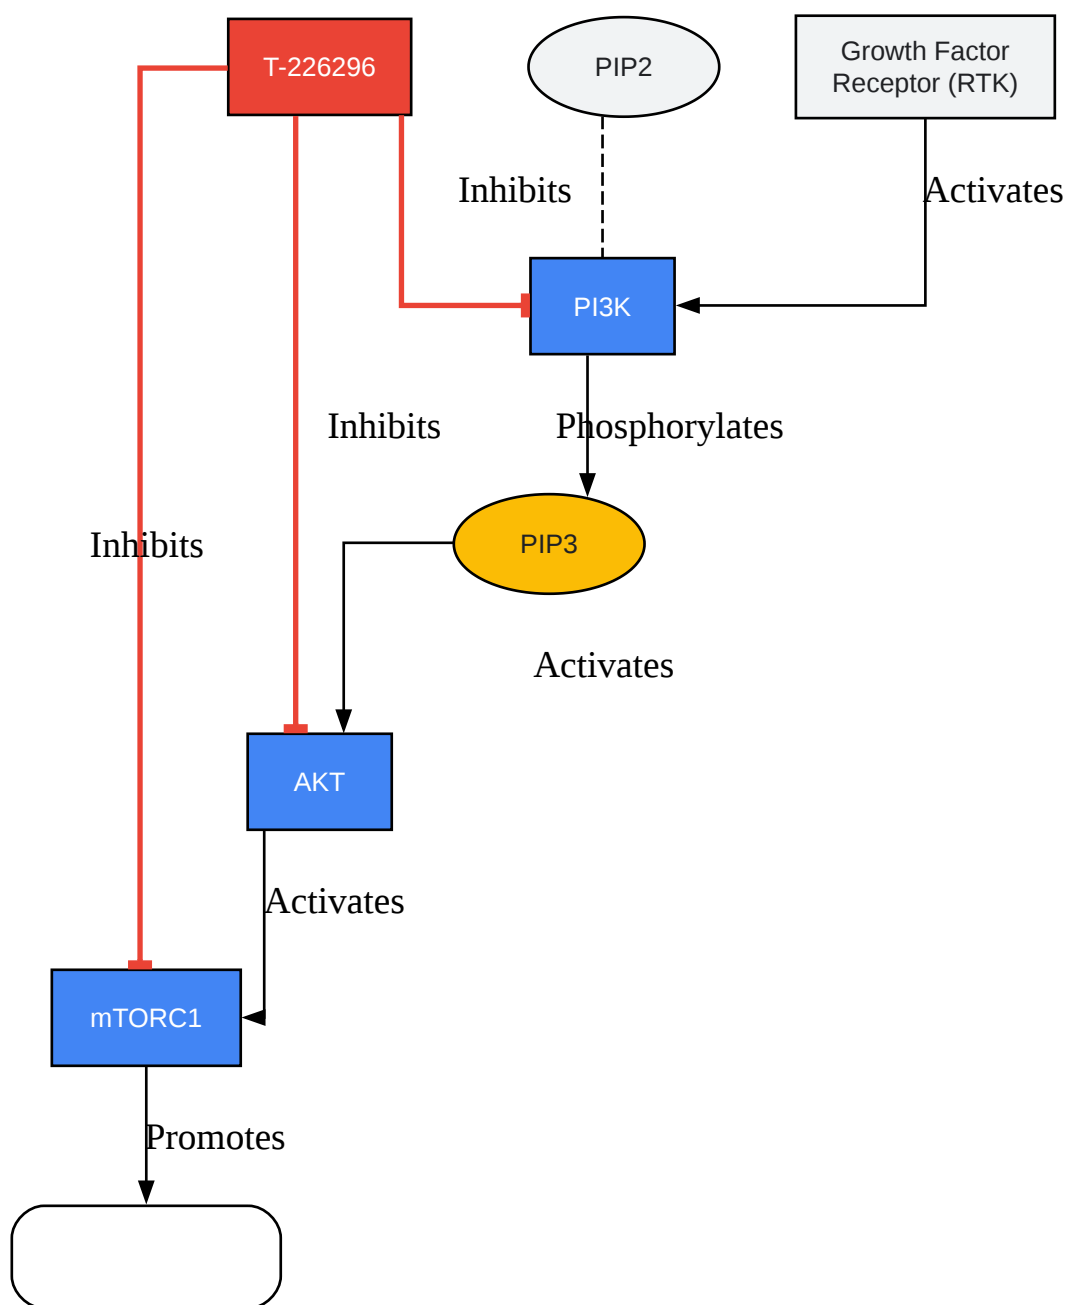 T-226296
PIP2
Growth Factor
Receptor (RTK)
Inhibits
Activates
PI3K
Inhibits
Phosphorylates
Inhibits
PIP3
Activates
AKT
Activates
mTORC1
Promotes